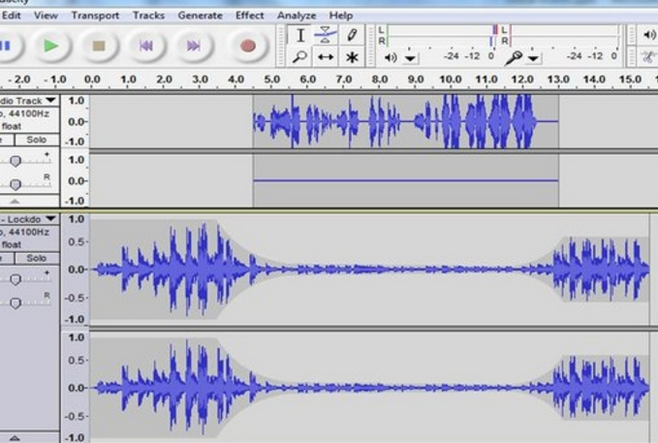 Edit View Transport Tracks Generate Effect Analyze Help
L
R
-24 -12 0
L
R
-24 -12 0
- 2.0 -1.0 0.0 1.0 2.0 3.0 4.0 5.0 6.0 7.0 8.0 9.0 10.0 11.0 12.0 13.0 14.0 15.0
dio Track
, 44100Hz
float
Solo
+
R
1.0
0.0
-1.0
1.0
0.0
-1.0
- Lockdo
, 44100Hz
float
Solo
+
R
1.0
0.5
0.0
-0.5
-1.0
1.0
0.5
0.0
-0.5
-1.0